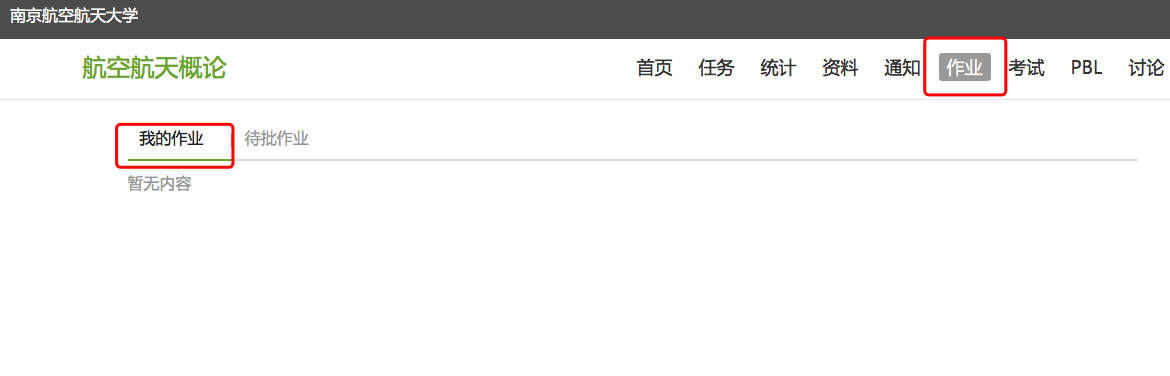 南京航空航天大学
航空航天概论 首页 任务 统计 资料 通知 作业 考试 PBL 讨论
我的作业 待批作业
暂无内容